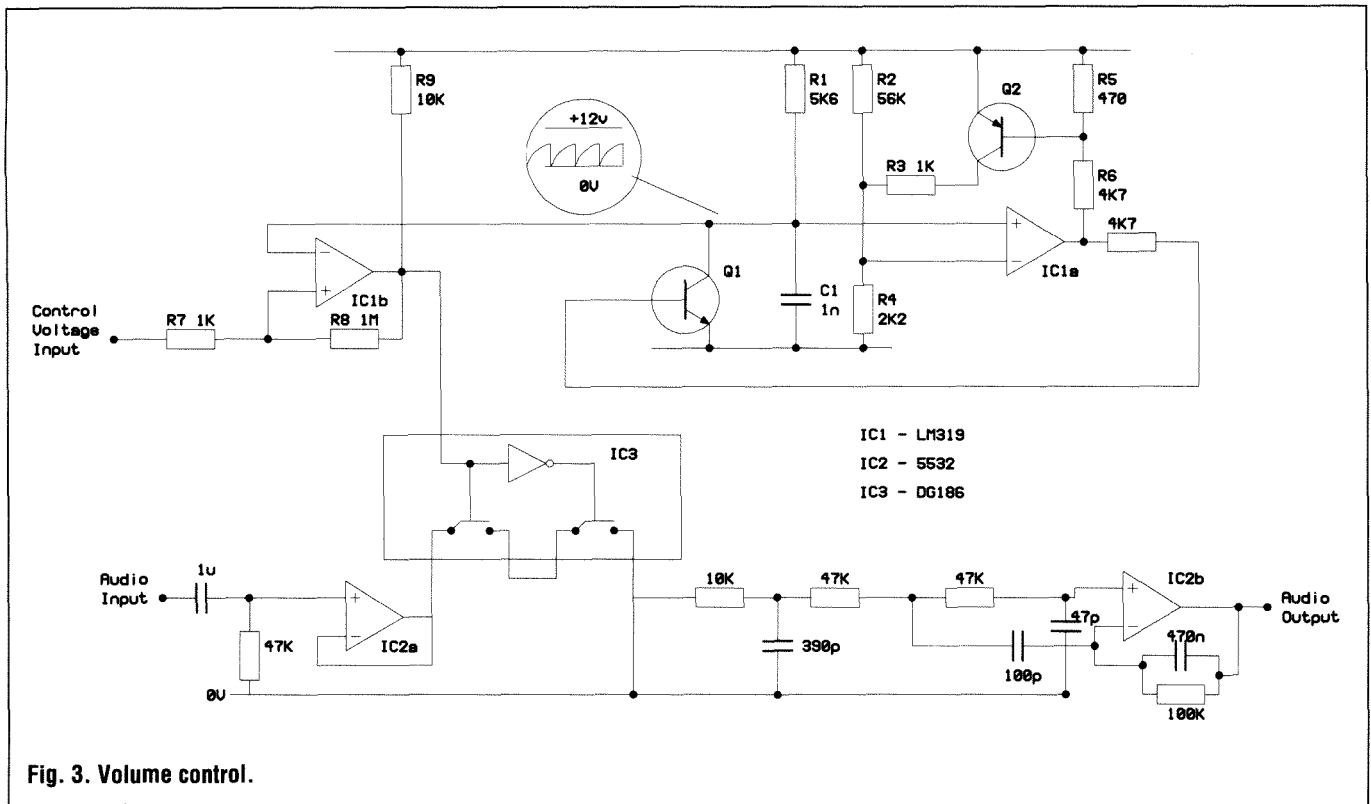 R9
10K
R1
5K6
R2
56K
Q2
R5
470
+12v
0V
R3 1K
R6
4K7
4K7
IC1a
Q1
C1
1n
R4
2K2
IC1b
Control
Voltage
Input
R7 1K
R8 1M
IC3
IC1 - LM319
IC2 - 5532
IC3 - DG186
Audio
Input
1u
47K
IC2a
0V
10K
47K
47K
390p
100p
47p
IC2b
470n
100K
Audio
Output
Fig. 3. Volume control.